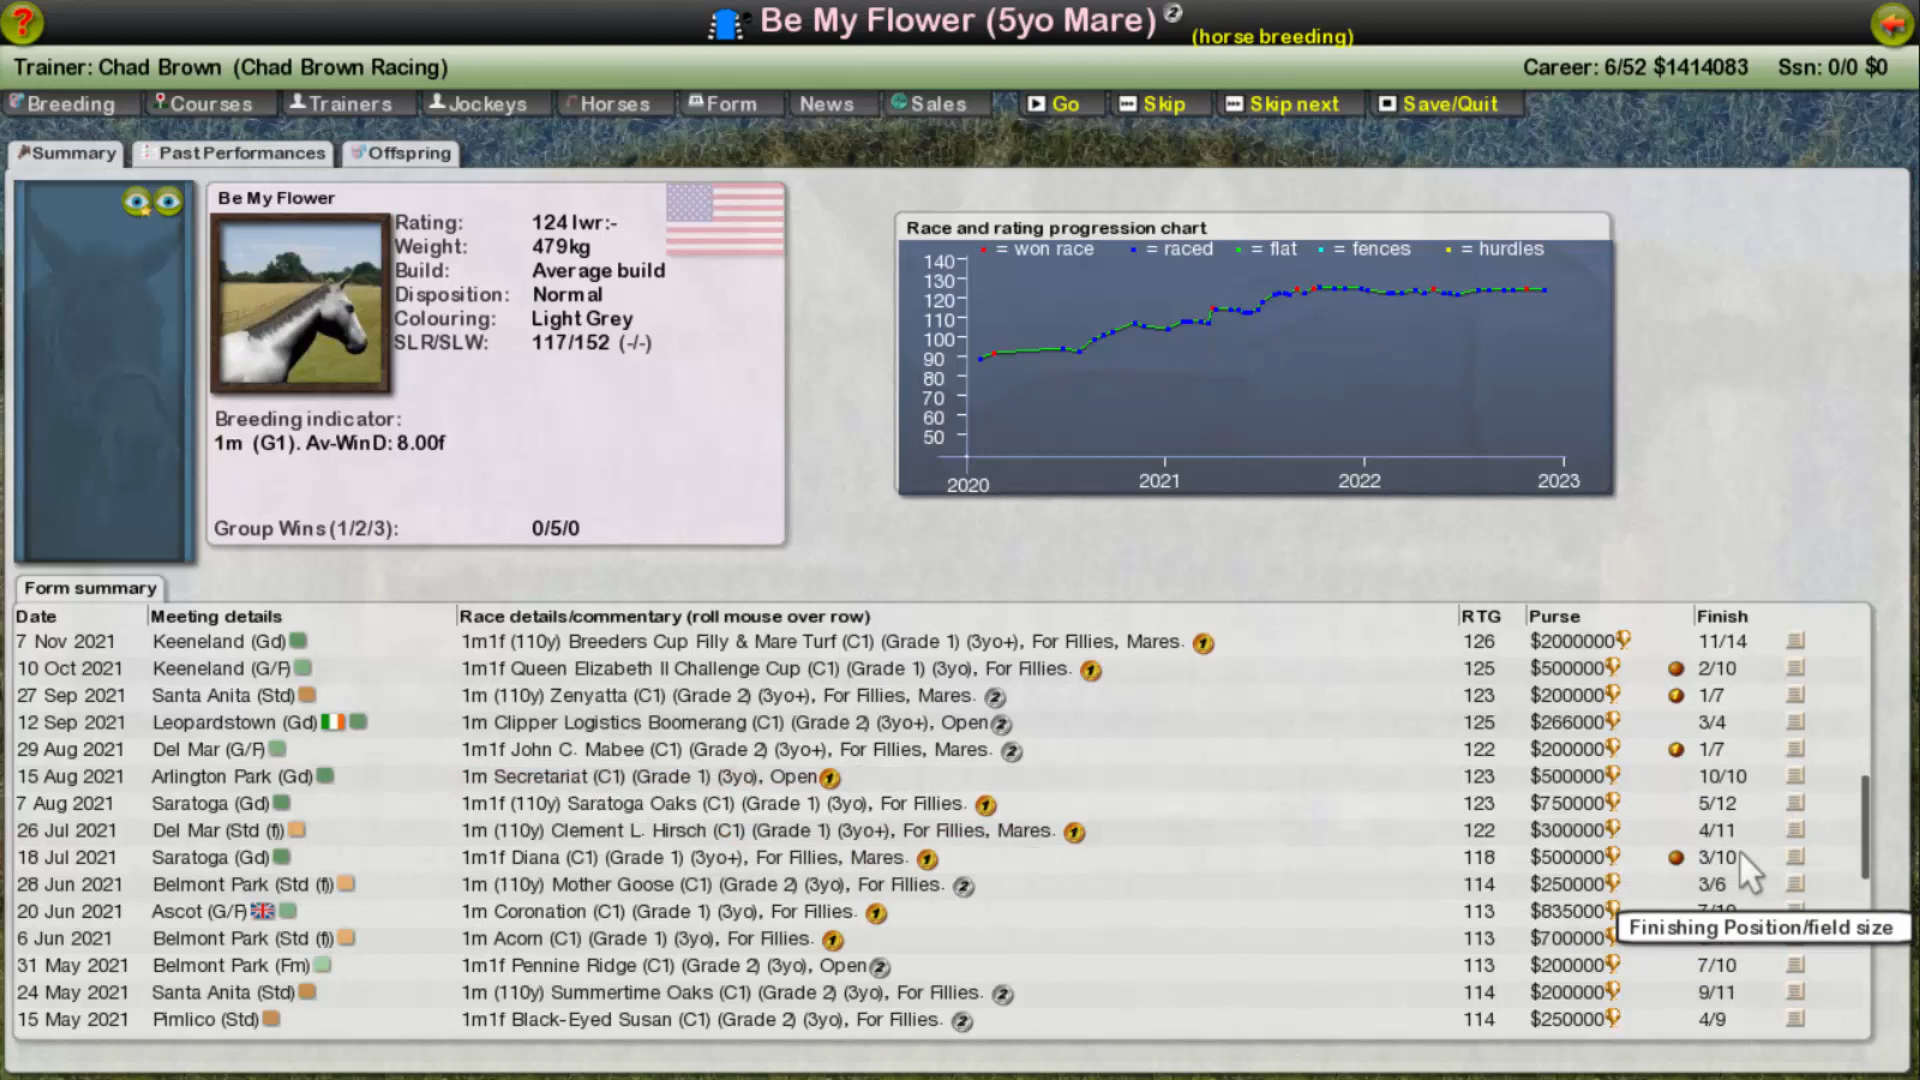 Be My Flower (5yo Mare) 2
(horse breeding)
Trainer: Chad Brown (Chad Brown Racing) Career: 6/52 $1414083 Ssn: 0/0 $0
Breeding Courses Trainers Jockeys Horses Form News Sales Go Skip Skip next Save/Quit
Summary Past Performances Offspring
Be My Flower
Rating: 124 lwr:-
Weight: 479kg
Build: Average build
Disposition: Normal
Colouring: Light Grey
SLR/SLW: 117/152 (-/-)
Breeding indicator:
1m (G1). Av-WinD: 8.00f
Group Wins (1/2/3): 0/5/0
Race and rating progression chart
= won race = raced = flat = fences = hurdles
140
130
120
110
100
90
80
70
60
50
2020 2021 2022 2023
Form summary
Date Meeting details Race details/commentary (roll mouse over row) RTG Purse Finish
7 Nov 2021 Keeneland (Gd) 1m1f (110y) Breeders Cup Filly & Mare Turf (C1) (Grade 1) (3yo+), For Fillies, Mares. 1 126 $2000000 11/14
10 Oct 2021 Keeneland (G/F) 1m1f Queen Elizabeth II Challenge Cup (C1) (Grade 1) (3yo), For Fillies. 1 125 $500000 2/10
27 Sep 2021 Santa Anita (Std) 1m (110y) Zenyatta (C1) (Grade 2) (3yo+), For Fillies, Mares. 2 123 $200000 1/7
12 Sep 2021 Leopardstown (Gd) 1m Clipper Logistics Boomerang (C1) (Grade 2) (3yo+), Open 2 125 $266000 3/4
29 Aug 2021 Del Mar (G/F) 1m1f John C. Mabee (C1) (Grade 2) (3yo+), For Fillies, Mares. 2 122 $200000 1/7
15 Aug 2021 Arlington Park (Gd) 1m Secretariat (C1) (Grade 1) (3yo), Open 1 123 $500000 10/10
7 Aug 2021 Saratoga (Gd) 1m1f (110y) Saratoga Oaks (C1) (Grade 1) (3yo), For Fillies. 1 123 $750000 5/12
26 Jul 2021 Del Mar (Std (f)) 1m (110y) Clement L. Hirsch (C1) (Grade 1) (3yo+), For Fillies, Mares. 1 122 $300000 4/11
18 Jul 2021 Saratoga (Gd) 1m1f Diana (C1) (Grade 1) (3yo+), For Fillies, Mares. 1 118 $500000 3/10
28 Jun 2021 Belmont Park (Std (f)) 1m (110y) Mother Goose (C1) (Grade 2) (3yo), For Fillies. 2 114 $250000 3/6
20 Jun 2021 Ascot (G/F) 1m Coronation (C1) (Grade 1) (3yo), For Fillies. 1 113 $835000
Finishing Position/field size
6 Jun 2021 Belmont Park (Std (f)) 1m Acorn (C1) (Grade 1) (3yo), For Fillies. 1 113 $700000
31 May 2021 Belmont Park (Fm) 1m1f Pennine Ridge (C1) (Grade 2) (3yo), Open 2 113 $200000 7/10
24 May 2021 Santa Anita (Std) 1m (110y) Summertime Oaks (C1) (Grade 2) (3yo), For Fillies. 2 114 $200000 9/11
15 May 2021 Pimlico (Std) 1m1f Black-Eyed Susan (C1) (Grade 2) (3yo), For Fillies. 2 114 $250000 4/9